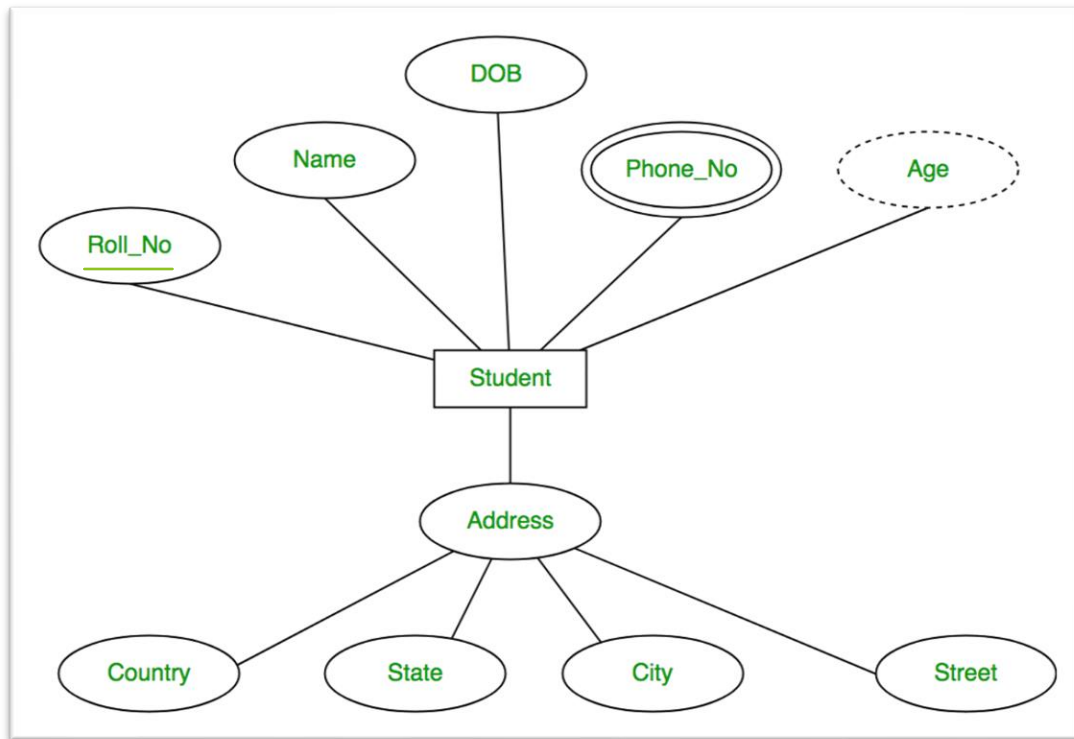 DOB
Name
Phone_No
Age
Roll_No
Student
Address
Country
State
City
Street